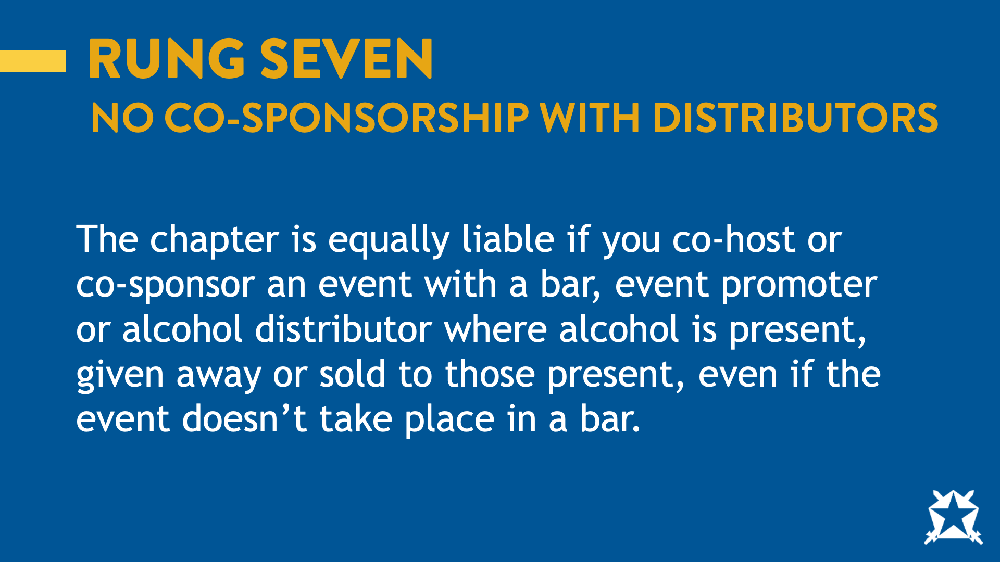 RUNG SEVEN
NO CO-SPONSORSHIP WITH DISTRIBUTORS
The chapter is equally liable if you co-host or
co-sponsor an event with a bar, event promoter
or alcohol distributor where alcohol is present,
given away or sold to those present, even if the
event doesn’t take place in a bar.